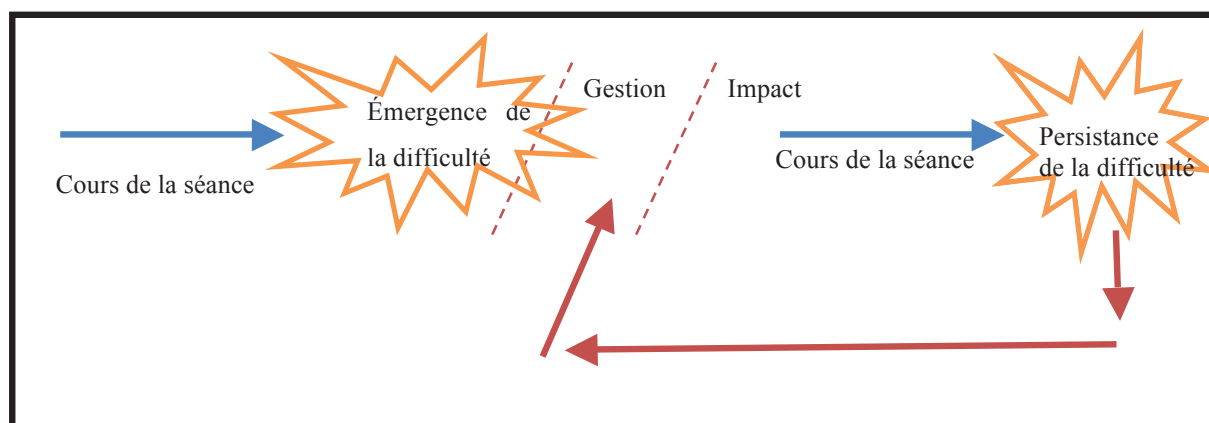 Émergence de
la difficulté
Gestion
Impact
Cours de la séance
Cours de la séance
Persistance
de la difficulté